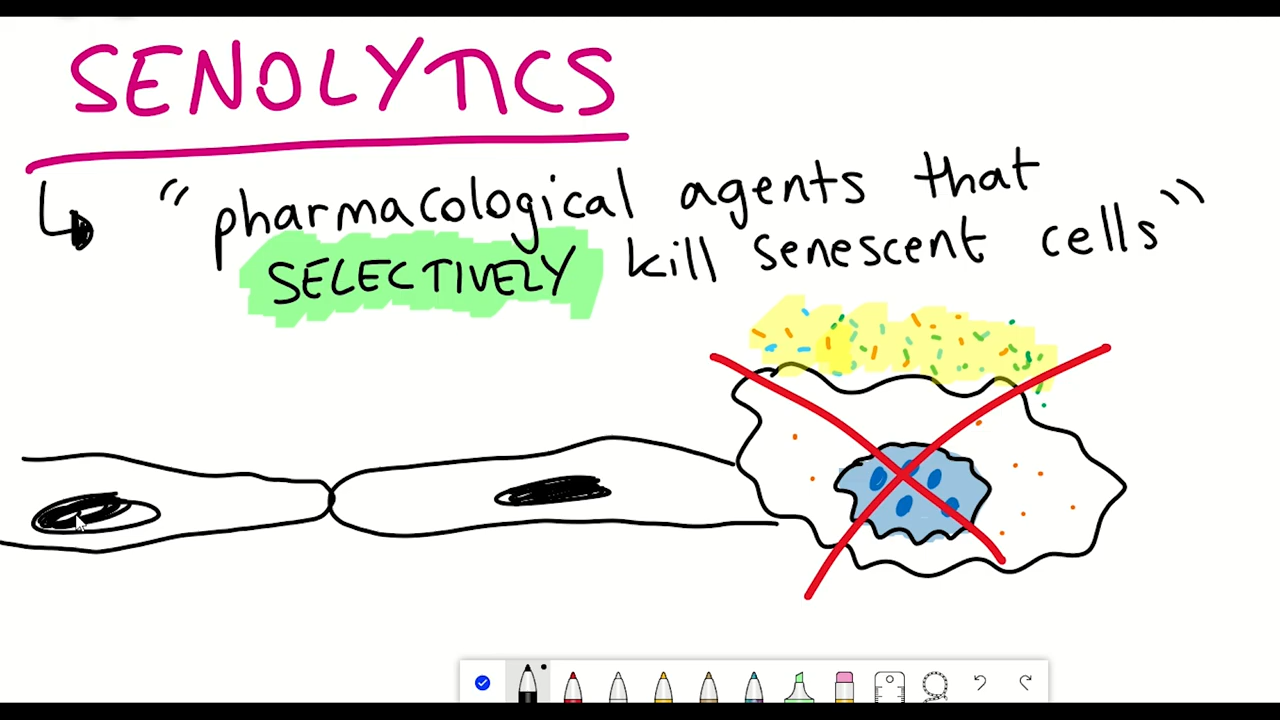 SENOLYTICS
"pharmacological agents that
SELECTIVELY kill senescent cells"